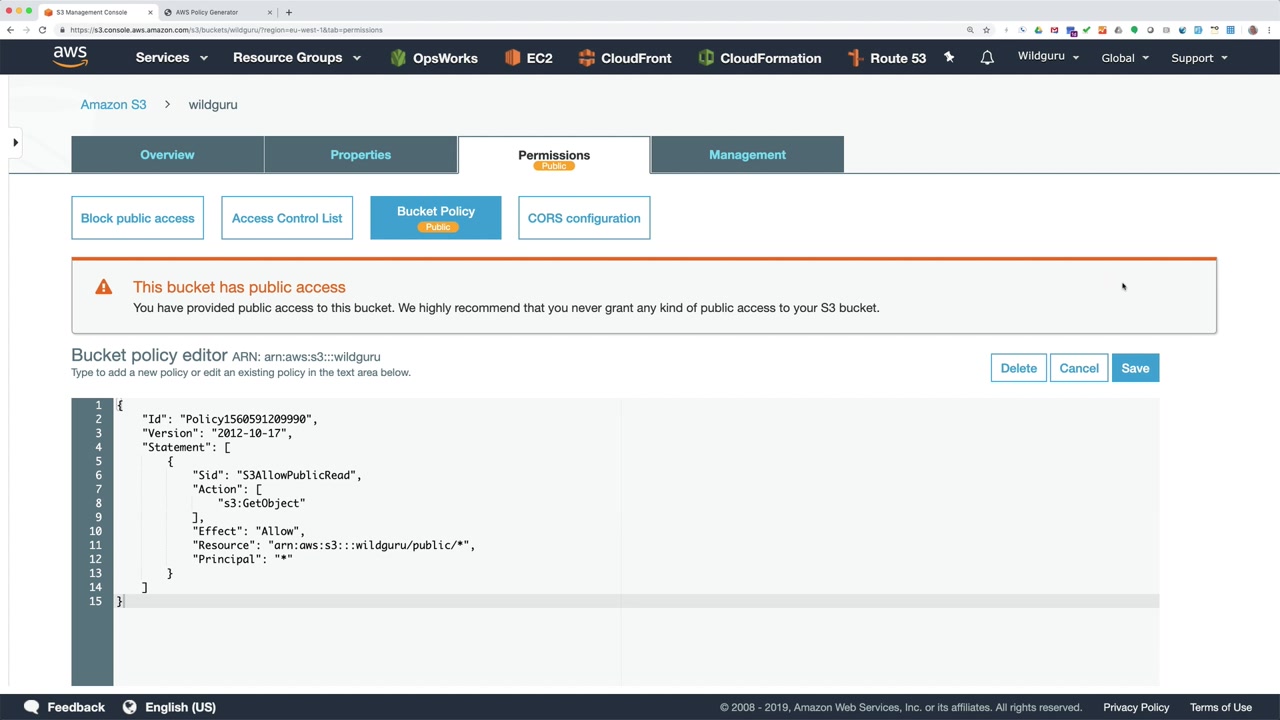 S3 Management Console
AWS Policy Generator
https://s3.console.aws.amazon.com/s3/buckets/wildguru/?region=eu-west-1&tab=permissions
aws Services Resource Groups OpsWorks EC2 CloudFront CloudFormation Route 53 Wildguru Global Support
Amazon S3 > wildguru
Overview Properties Permissions Management
Public
Block public access Access Control List Bucket Policy CORS configuration
Public
This bucket has public access
You have provided public access to this bucket. We highly recommend that you never grant any kind of public access to your S3 bucket.
Bucket policy editor ARN: arn:aws:s3:::wildguru
Type to add a new policy or edit an existing policy in the text area below.
Delete Cancel Save
1 {
2 "Id": "Policy1560591209990",
3 "Version": "2012-10-17",
4 "Statement": [
5 {
6 "Sid": "S3AllowPublicRead",
7 "Action": [
8 "s3:GetObject"
9 ],
10 "Effect": "Allow",
11 "Resource": "arn:aws:s3:::wildguru/public/*",
12 "Principal": "*"
13 }
14 ]
15 }
Feedback English (US) © 2008 - 2019, Amazon Web Services, Inc. or its affiliates. All rights reserved. Privacy Policy Terms of Use